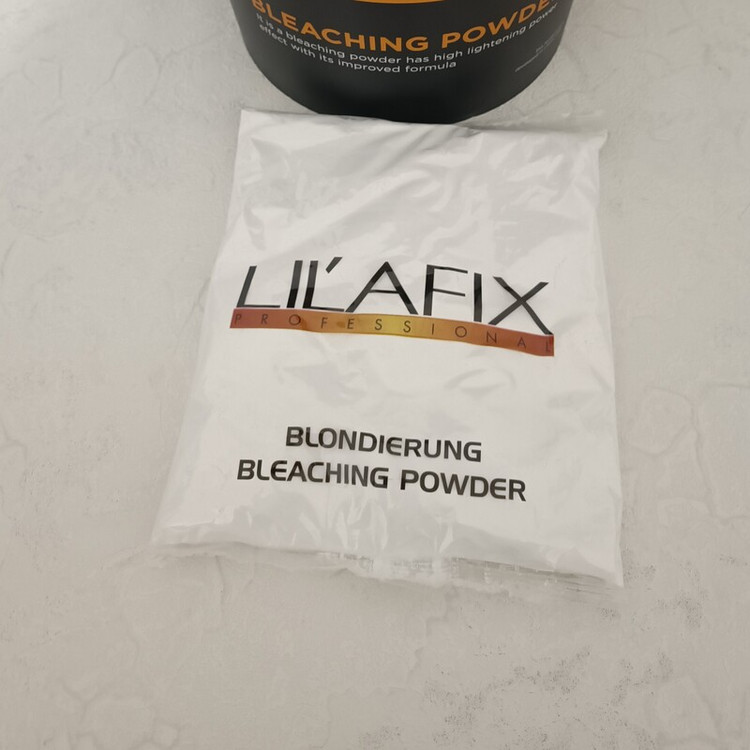 BLEACHING POWDE
It is a bleaching powder has high lightening power
effect with its improved formula
LIL'AFIX
PROFESSIONAL
BLONDIERUNG
BLEACHING POWDER